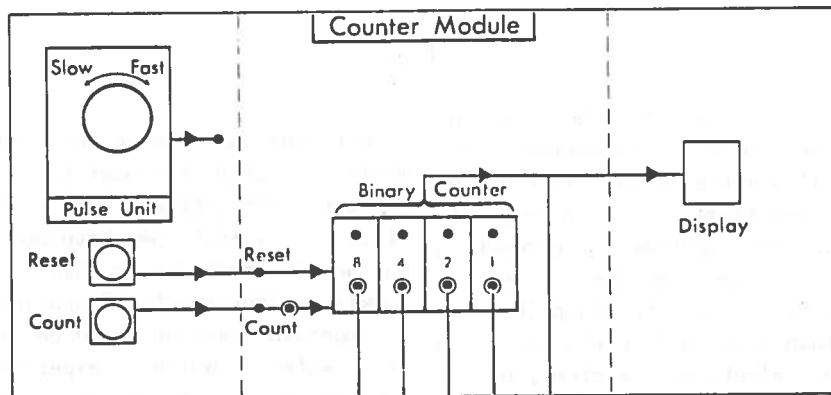 Counter Module
Slow Fast
Pulse Unit
Binary Counter
Display
Reset
Reset
8 4 2 1
Count
Count